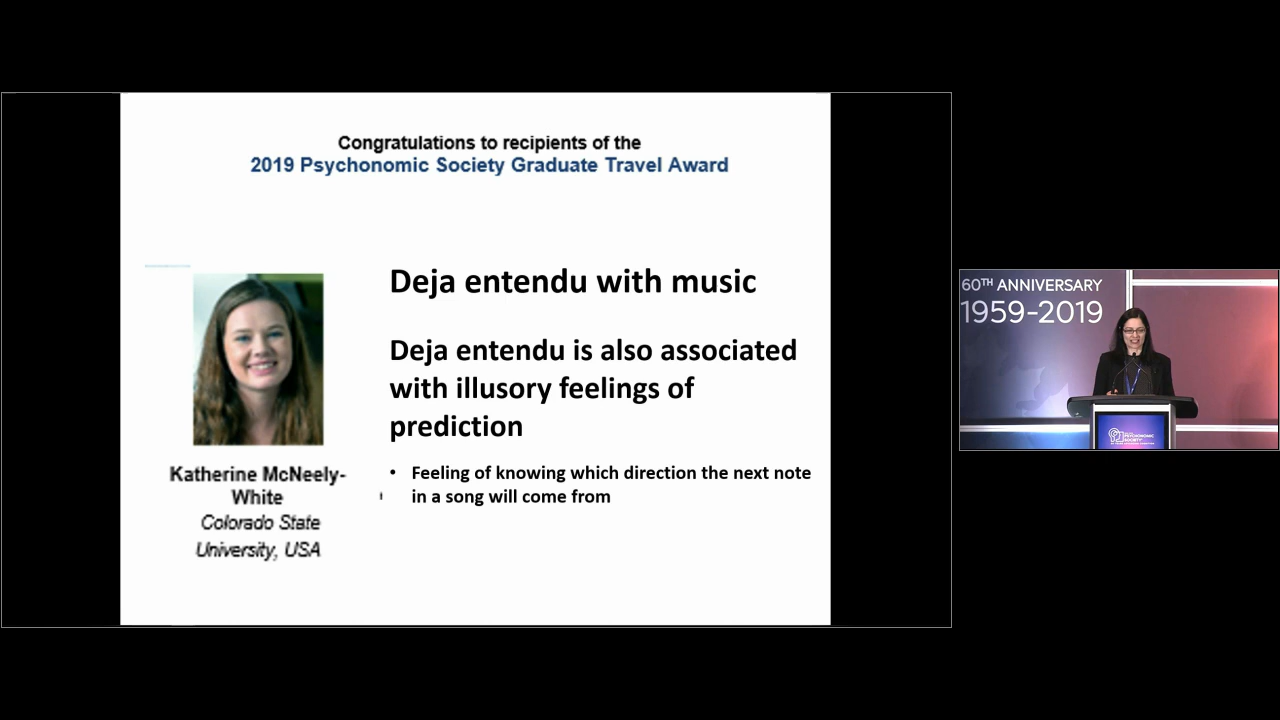 Congratulations to recipients of the
2019 Psychonomic Society Graduate Travel Award
Deja entendu with music
Deja entendu is also associated
with illusory feelings of
prediction
• Feeling of knowing which direction the next note
in a song will come from
Katherine McNeely-
White
Colorado State
University, USA
60TH ANNIVERSARY
1959-2019
PSYCHONOMIC
SOCIETY